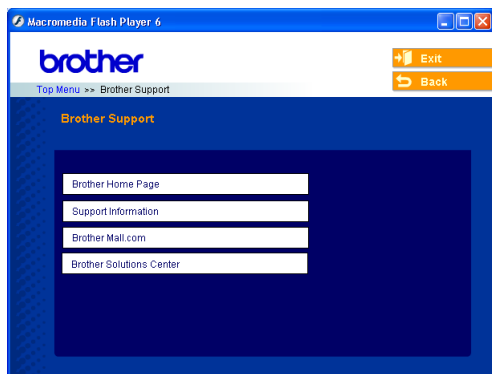 Macromedia Flash Player 6
brother
Exit
Back
Top Menu >> Brother Support
Brother Support
Brother Home Page
Support Information
Brother Mall.com
Brother Solutions Center